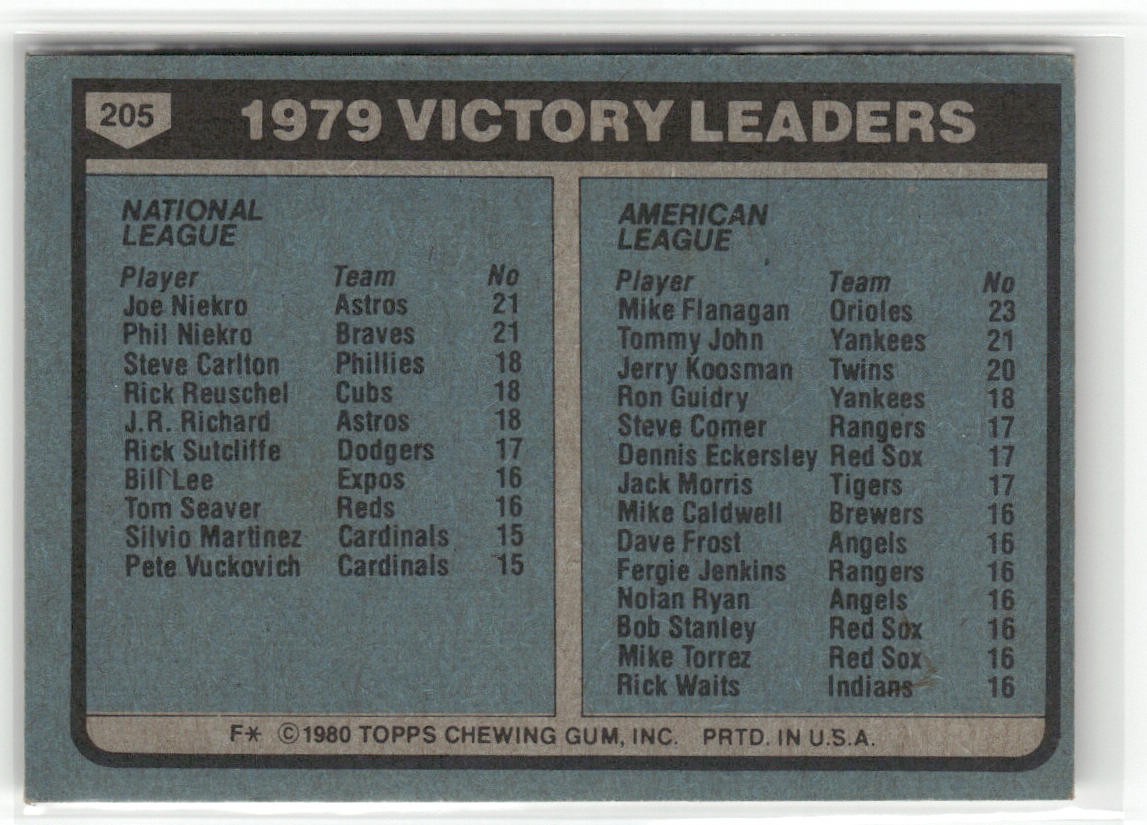 205
1979 VICTORY LEADERS
NATIONAL
LEAGUE
Player Team No
Joe Niekro Astros 21
Phil Niekro Braves 21
Steve Carlton Phillies 18
Rick Reuschel Cubs 18
J.R. Richard Astros 18
Rick Sutcliffe Dodgers 17
Bill Lee Expos 16
Tom Seaver Reds 16
Silvio Martinez Cardinals 15
Pete Vuckovich Cardinals 15
AMERICAN
LEAGUE
Player Team No
Mike Flanagan Orioles 23
Tommy John Yankees 21
Jerry Koosman Twins 20
Ron Guidry Yankees 18
Steve Comer Rangers 17
Dennis Eckersley Red Sox 17
Jack Morris Tigers 17
Mike Caldwell Brewers 16
Dave Frost Angels 16
Fergie Jenkins Rangers 16
Nolan Ryan Angels 16
Bob Stanley Red Sox 16
Mike Torrez Red Sox 16
Rick Waits Indians 16
F* ©1980 TOPPS CHEWING GUM, INC. PRTD. IN U.S.A.